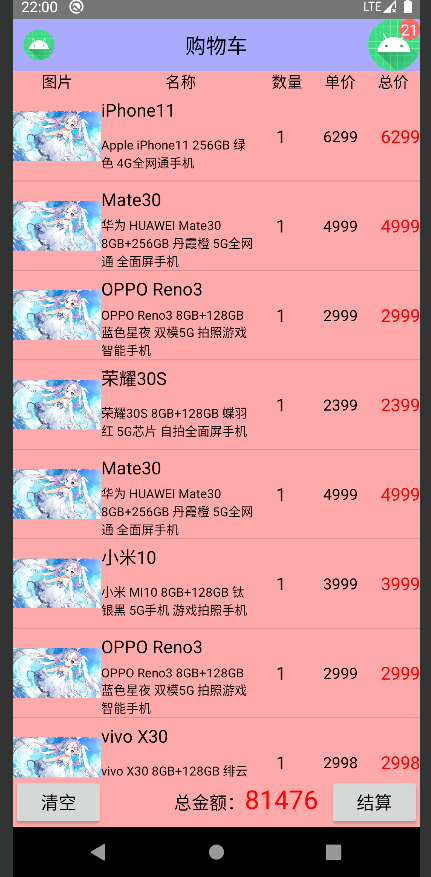 22:00 LTE
购物车 21
图片 名称 数量 单价 总价
iPhone11
Apple iPhone11 256GB 绿
色 4G全网通手机
1 6299 6299
Mate30
华为 HUAWEI Mate30
8GB+256GB 丹霞橙 5G全网
通 全面屏手机
1 4999 4999
OPPO Reno3
OPPO Reno3 8GB+128GB
蓝色星夜 双模5G 拍照游戏
智能手机
1 2999 2999
荣耀30S
荣耀30S 8GB+128GB 蝶羽
红 5G芯片 自拍全面屏手机
1 2399 2399
Mate30
华为 HUAWEI Mate30
8GB+256GB 丹霞橙 5G全网
通 全面屏手机
1 4999 4999
小米10
小米 MI10 8GB+128GB 钛
银黑 5G手机 游戏拍照手机
1 3999 3999
OPPO Reno3
OPPO Reno3 8GB+128GB
蓝色星夜 双模5G 拍照游戏
智能手机
1 2999 2999
vivo X30
vivo X30 8GB+128GB 绯云
1 2998 2998
清空 总金额：81476 结算